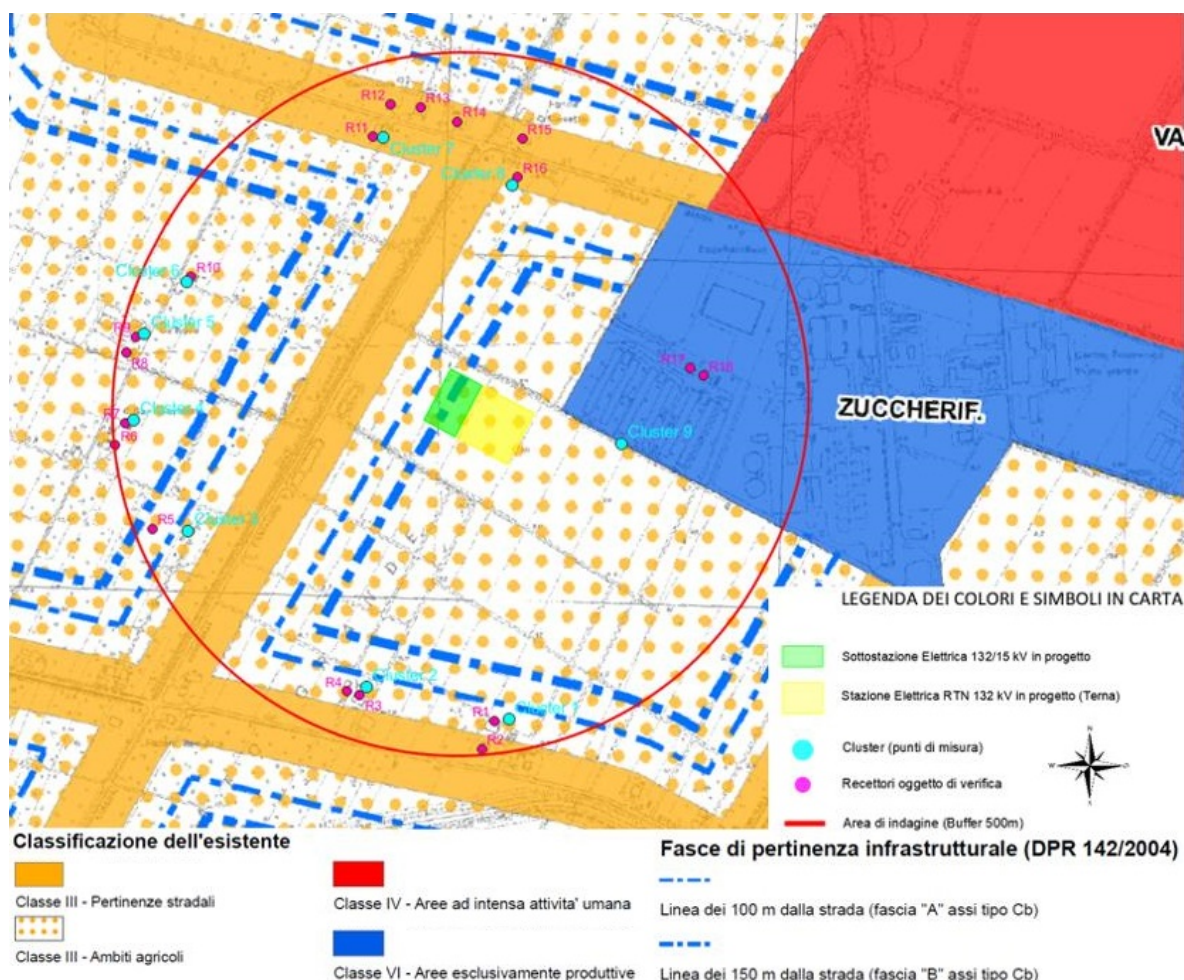 VA
R12
R13
R14
R11
R15
Cluster 7
R16
Cluster 8
Cluster 6
R10
R9
Cluster 5
R8
R17
R18
ZUCCHERIF.
R7
Cluster 4
R6
Cluster 9
R5
Cluster 3
R4
Cluster 2
R3
R1
Cluster 1
R2
LEGENDA DEI COLORI E SIMBOLI IN CARTA
Sottostazione Elettrica 132/15 kV in progetto
Stazione Elettrica RTN 132 kV in progetto (Terna)
Cluster (punti di misura)
Recettori oggetto di verifica
Area di indagine (Buffer 500m)
Classificazione dell'esistente
Classe III - Pertinenze stradali
Classe III - Ambiti agricoli
Classe IV - Aree ad intensa attivita' umana
Classe VI - Aree esclusivamente produttive
Fasce di pertinenza infrastrutturale (DPR 142/2004)
Linea dei 100 m dalla strada (fascia "A" assi tipo Cb)
Linea dei 150 m dalla strada (fascia "B" assi tipo Cb)